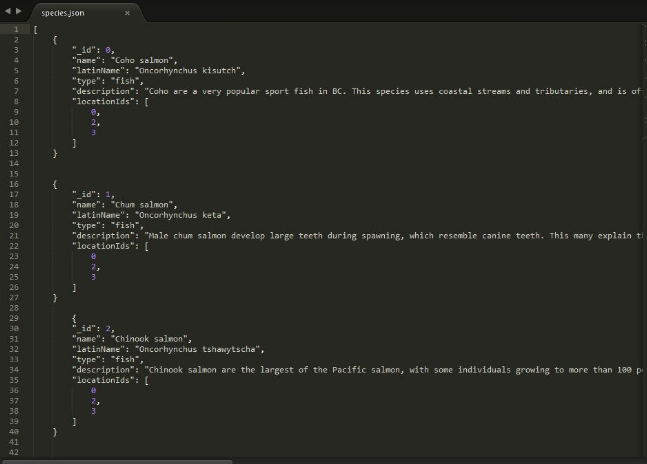 species.json ×
1 [
2 {
3 "_id": 0,
4 "name": "Coho salmon",
5 "latinName": "Oncorhynchus kisutch",
6 "type": "fish",
7 "description": "Coho are a very popular sport fish in BC. This species uses coastal streams and tributaries, and is of
8 "locationIds": [
9 0,
10 2,
11 3
12 ]
13 }
14
15
16 {
17 "_id": 1,
18 "name": "Chum salmon",
19 "latinName": "Oncorhynchus keta",
20 "type": "fish",
21 "description": "Male chum salmon develop large teeth during spawning, which resemble canine teeth. This many explain t
22 "locationIds": [
23 0
24 2,
25 3
26 ]
27 }
28
29 {
30 "_id": 2,
31 "name": "Chinook salmon",
32 "latinName": "Oncorhynchus tshawytscha",
33 "type": "fish",
34 "description": "Chinook salmon are the largest of the Pacific salmon, with some individuals growing to more than 100 p
35 "locationIds": [
36 0
37 2,
38 3
39 ]
40 }
41
42